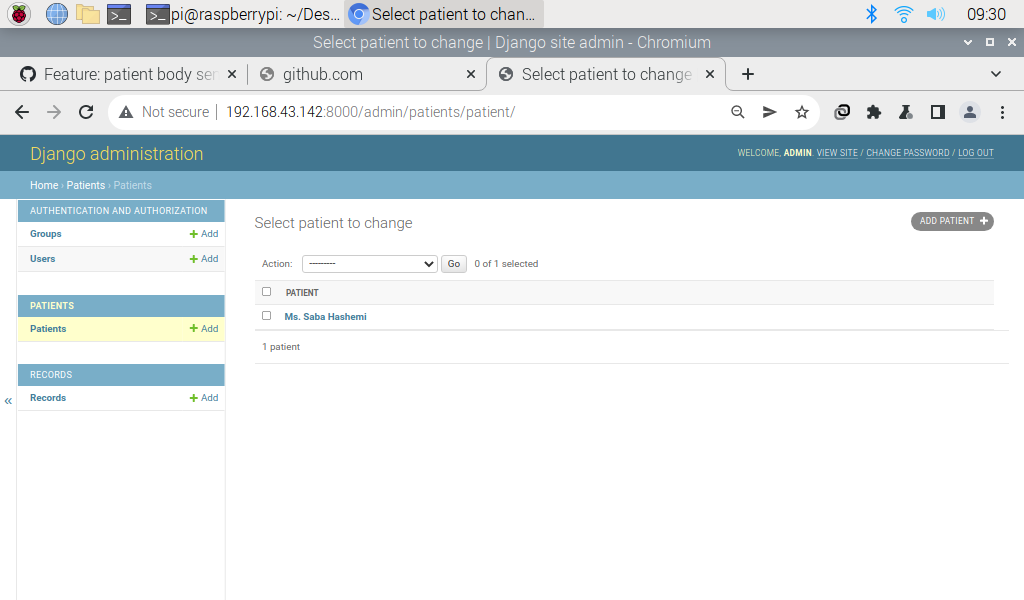 pi@raspberrypi: ~/Des... Select patient to chan... 09:30
Select patient to change | Django site admin - Chromium
Feature: patient body sen github.com Select patient to change
Not secure 192.168.43.142:8000/admin/patients/patient/
Django administration
WELCOME, ADMIN. VIEW SITE / CHANGE PASSWORD / LOG OUT
Home › Patients › Patients
AUTHENTICATION AND AUTHORIZATION
Groups + Add
Users + Add
PATIENTS
Patients + Add
RECORDS
Records + Add
«
Select patient to change
ADD PATIENT +
Action: --------- Go 0 of 1 selected
PATIENT
Ms. Saba Hashemi
1 patient